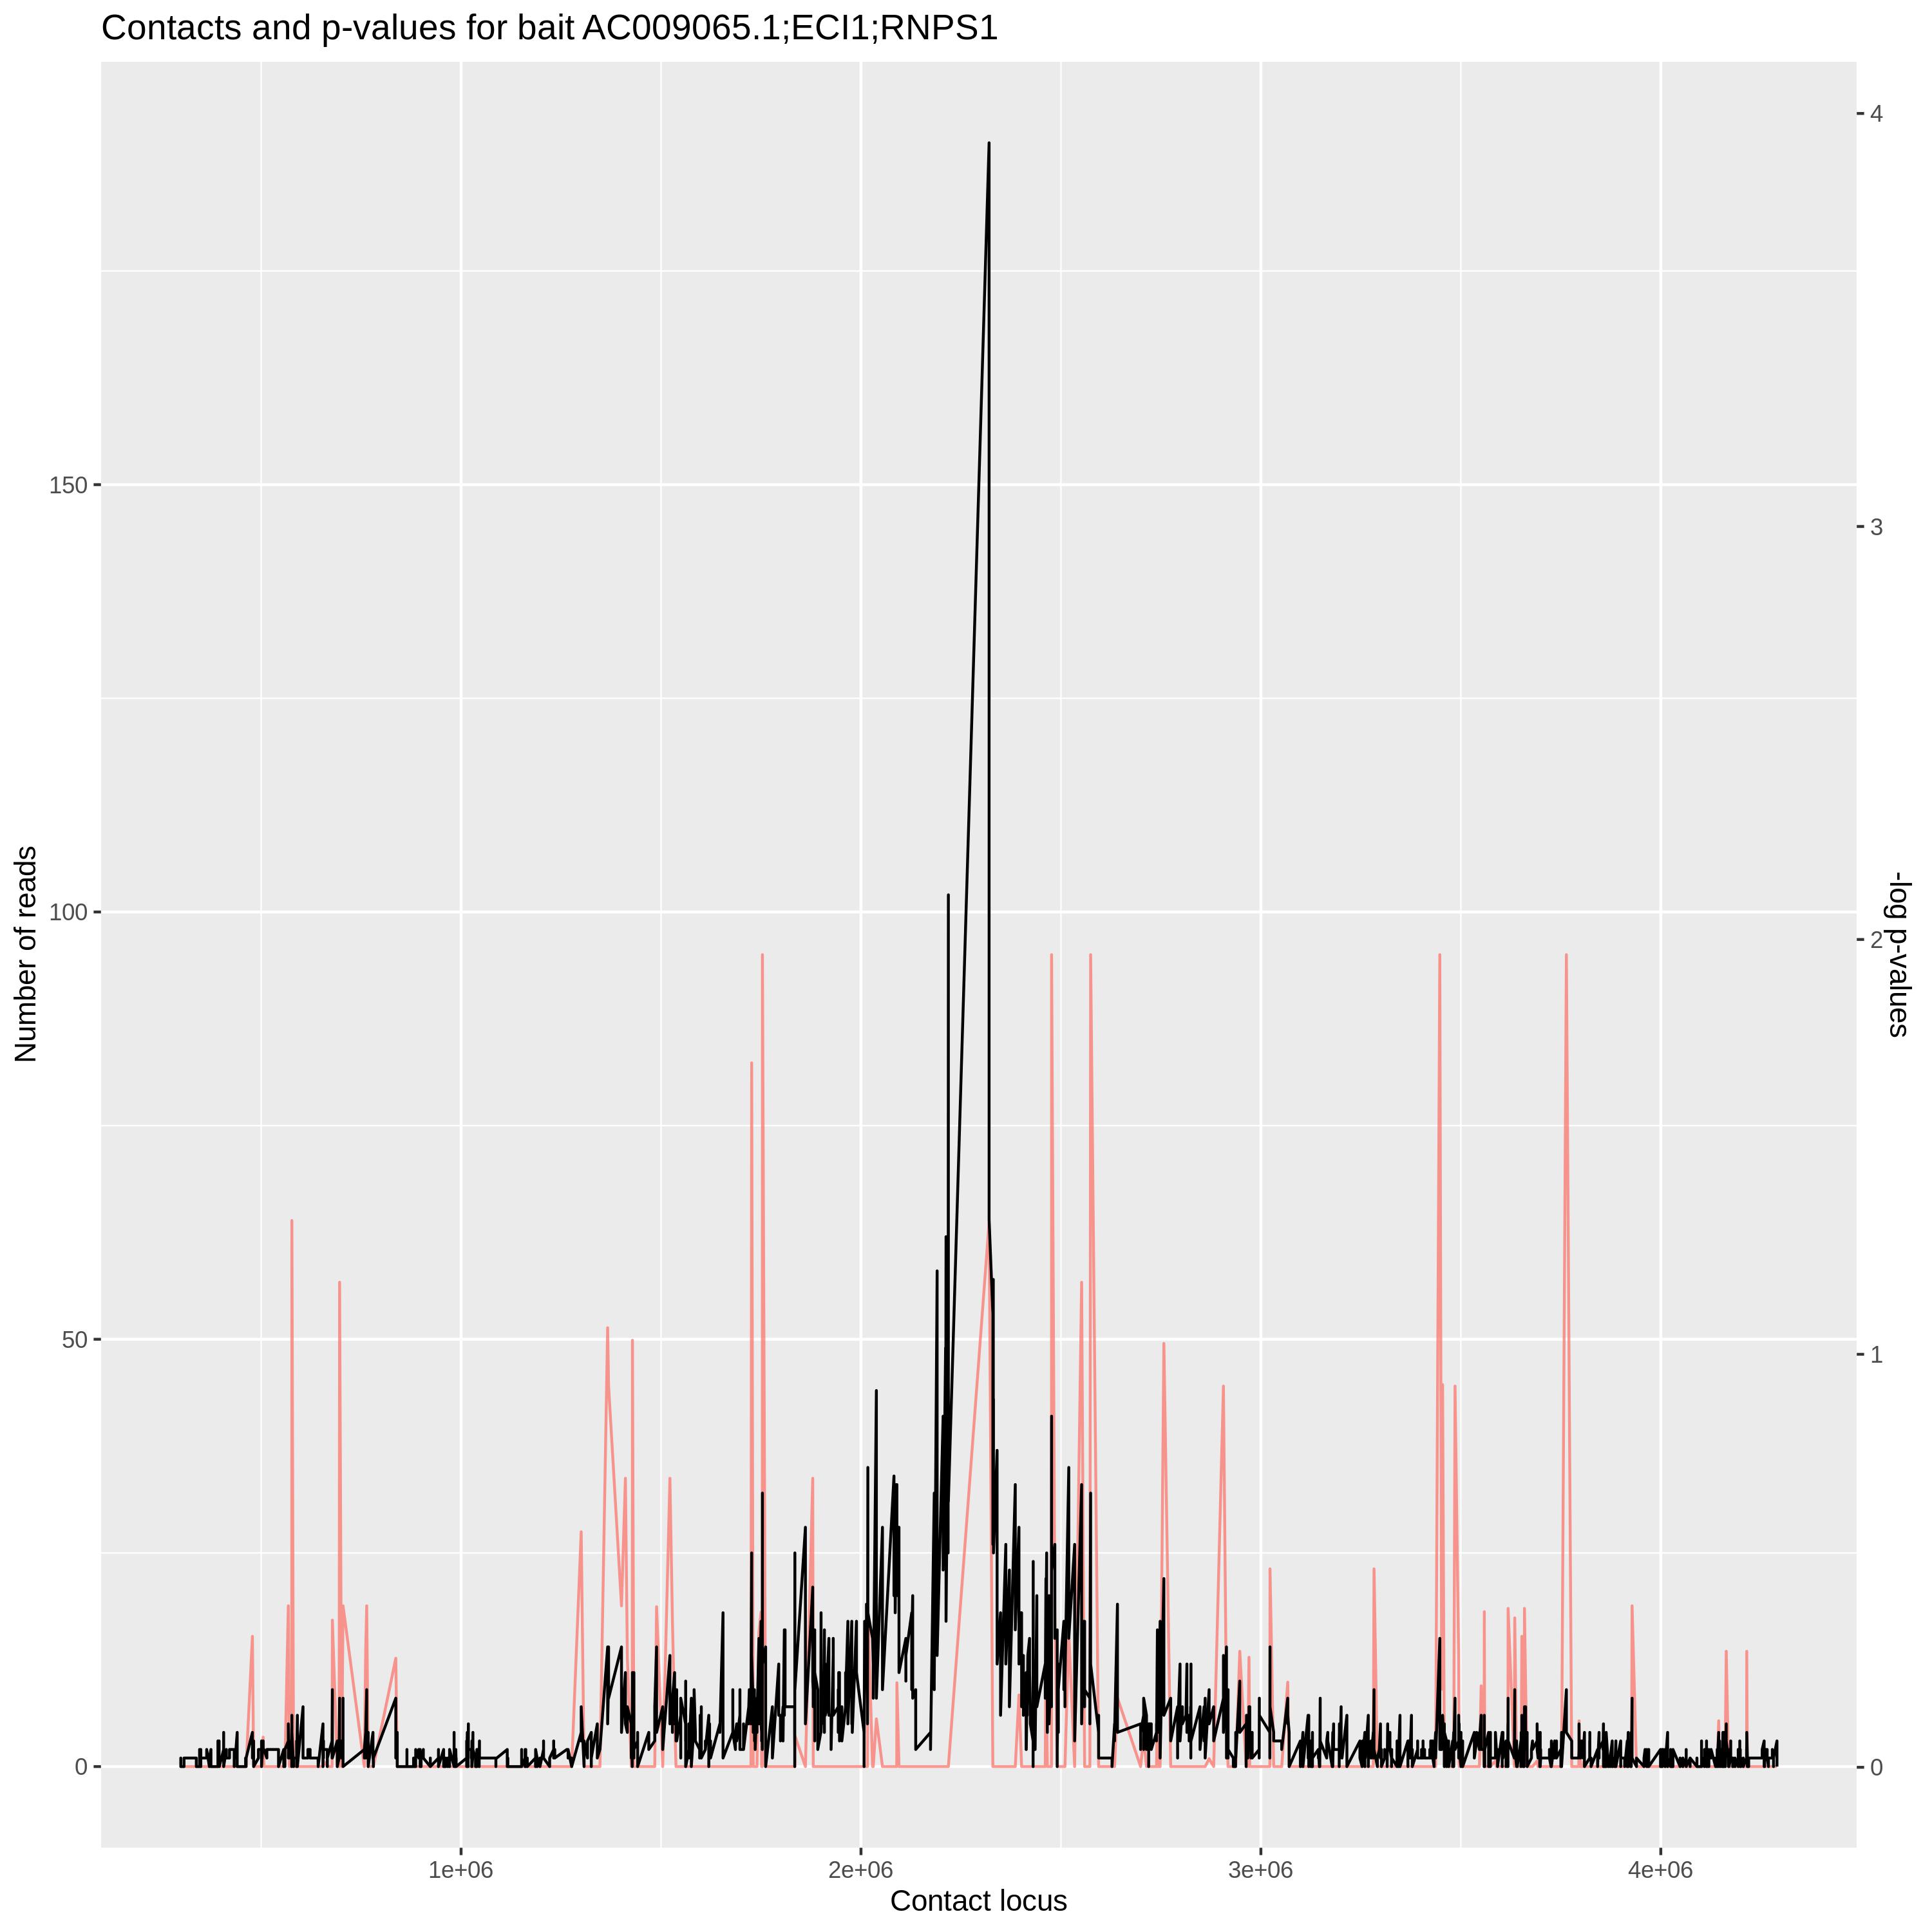 Contacts and p-values for bait AC009065.1;ECI1;RNPS1
Number of reads
150
100
50
0
4
3
2
1
0
-log p-values
1e+06
2e+06
3e+06
4e+06
Contact locus